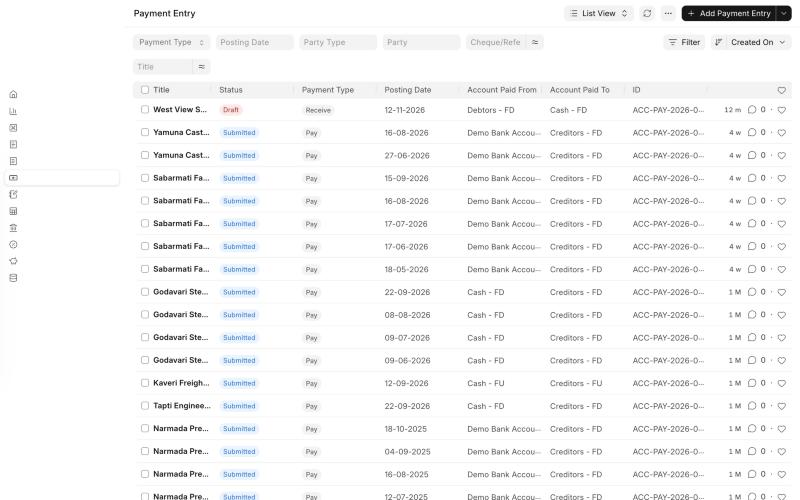 Payment Entry
List View
Add Payment Entry
Payment Type
Posting Date
Party Type
Party
Cheque/Refe
Filter
Created On
Title
Title Status Payment Type Posting Date Account Paid From Account Paid To ID
West View S... Draft Receive 12-11-2026 Debtors - FD Cash - FD ACC-PAY-2026-0... 12 m 0
Yamuna Cast... Submitted Pay 16-08-2026 Demo Bank Accou... Creditors - FD ACC-PAY-2026-0... 4 w 0
Yamuna Cast... Submitted Pay 27-06-2026 Demo Bank Accou... Creditors - FD ACC-PAY-2026-0... 4 w 0
Sabarmati Fa... Submitted Pay 15-09-2026 Demo Bank Accou... Creditors - FD ACC-PAY-2026-0... 4 w 0
Sabarmati Fa... Submitted Pay 16-08-2026 Demo Bank Accou... Creditors - FD ACC-PAY-2026-0... 4 w 0
Sabarmati Fa... Submitted Pay 17-07-2026 Demo Bank Accou... Creditors - FD ACC-PAY-2026-0... 4 w 0
Sabarmati Fa... Submitted Pay 17-06-2026 Demo Bank Accou... Creditors - FD ACC-PAY-2026-0... 4 w 0
Sabarmati Fa... Submitted Pay 18-05-2026 Demo Bank Accou... Creditors - FD ACC-PAY-2026-0... 4 w 0
Godavari Ste... Submitted Pay 22-09-2026 Cash - FD Creditors - FD ACC-PAY-2026-0... 1 M 0
Godavari Ste... Submitted Pay 08-08-2026 Cash - FD Creditors - FD ACC-PAY-2026-0... 1 M 0
Godavari Ste... Submitted Pay 09-07-2026 Cash - FD Creditors - FD ACC-PAY-2026-0... 1 M 0
Godavari Ste... Submitted Pay 09-06-2026 Cash - FD Creditors - FD ACC-PAY-2026-0... 1 M 0
Kaveri Freigh... Submitted Pay 12-09-2026 Cash - FU Creditors - FU ACC-PAY-2026-0... 1 M 0
Tapti Enginee... Submitted Pay 22-09-2026 Cash - FD Creditors - FD ACC-PAY-2026-0... 1 M 0
Narmada Pre... Submitted Pay 18-10-2025 Demo Bank Accou... Creditors - FD ACC-PAY-2026-0... 1 M 0
Narmada Pre... Submitted Pay 04-09-2025 Demo Bank Accou... Creditors - FD ACC-PAY-2026-0... 1 M 0
Narmada Pre... Submitted Pay 16-08-2025 Demo Bank Accou... Creditors - FD ACC-PAY-2026-0... 1 M 0
Narmada Pre... Submitted Pay 12-07-2025 Demo Bank Accou... Creditors - FD ACC-PAY-2026-0... 1 M 0